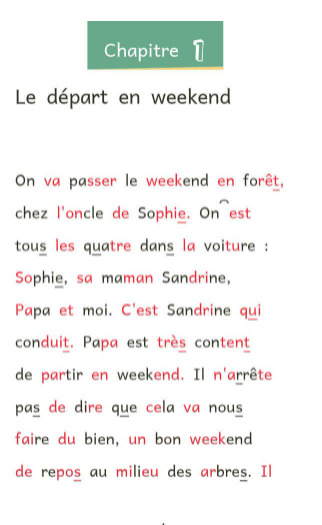 Chapitre 1
Le départ en weekend
On va passer le weekend en forêt,
chez l'oncle de Sophie. On est
tous les quatre dans la voiture :
Sophie, sa maman Sandrine,
Papa et moi. C'est Sandrine qui
conduit. Papa est très content
de partir en weekend. Il n'arrête
pas de dire que cela va nous
faire du bien, un bon weekend
de repos au milieu des arbres. Il